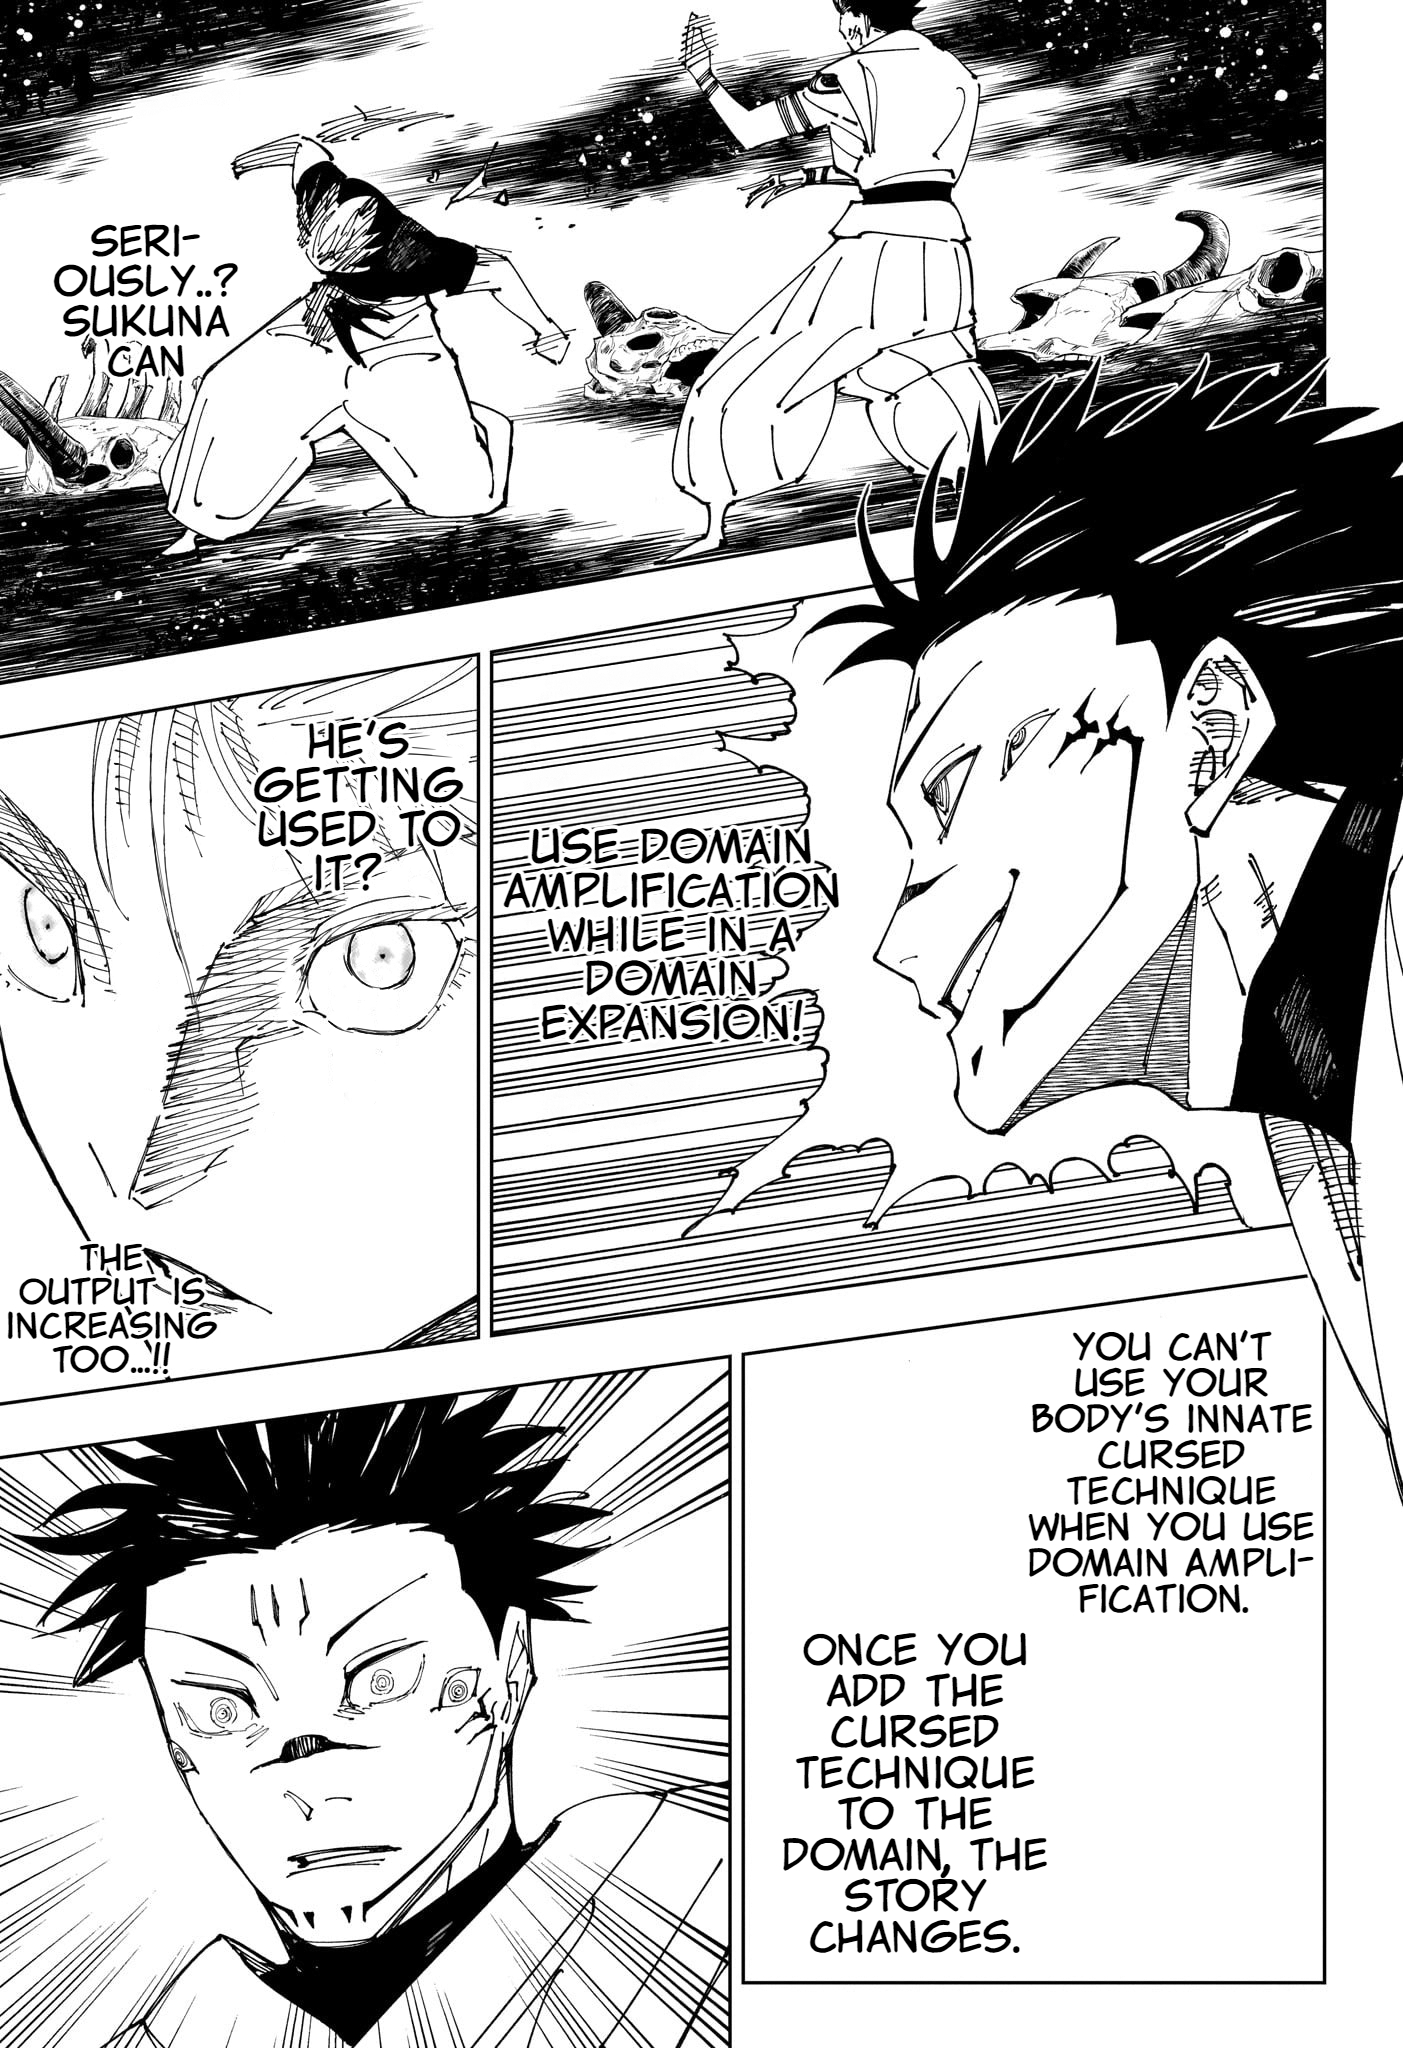 SERI-
OUSLY..?
SUKUNA
CAN
USE DOMAIN
AMPLIFICATION
WHILE IN A
DOMAIN
EXPANSION!
HE'S
GETTING
USED TO
IT?
THE
OUTPUT IS
INCREASING
TOO...!!
YOU CAN'T
USE YOUR
BODY'S INNATE
CURSED
TECHNIQUE
WHEN YOU USE
DOMAIN AMPLI-
FICATION.
ONCE YOU
ADD THE
CURSED
TECHNIQUE
TO THE
DOMAIN, THE
STORY
CHANGES.